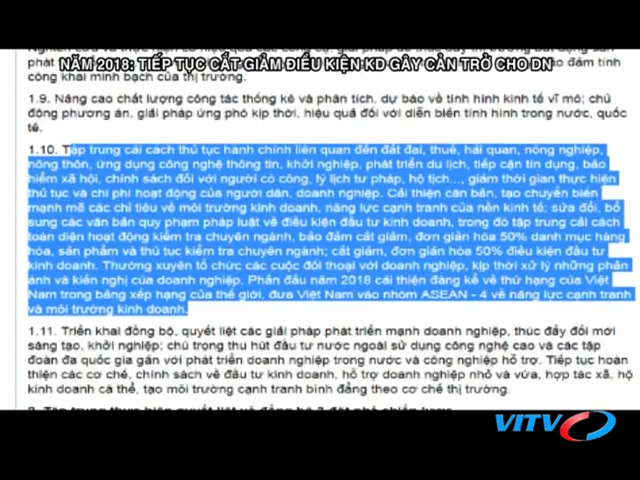 NĂM 2018: TIẾP TỤC CẮT GIẢM ĐIỀU KIỆN KD GÂY CẢN TRỞ CHO DN
công khai minh bạch của thị trường.
1.9. Nâng cao chất lượng công tác thống kê và phân tích, dự báo về tình hình kinh tế vĩ mô; chủ
động phương án, giải pháp ứng phó kịp thời, hiệu quả đối với diễn biến tình hình trong nước, quốc
tế.
1.10. Tập trung cải cách thủ tục hành chính liên quan đến đất đai, thuế, hải quan, nông nghiệp,
nông thôn, ứng dụng công nghệ thông tin, khởi nghiệp, phát triển du lịch, tiếp cận tín dụng, bảo
hiểm xã hội, chính sách đối với người có công, lý lịch tư pháp, hộ tịch..., giảm thời gian thực hiện
thủ tục và chi phí hoạt động của người dân, doanh nghiệp. Cải thiện căn bản, tạo chuyển biến
mạnh mẽ các chỉ tiêu về môi trường kinh doanh, năng lực cạnh tranh của nền kinh tế; sửa đổi, bổ
sung các văn bản quy phạm pháp luật về điều kiện đầu tư kinh doanh, trong đó tập trung cải cách
toàn diện hoạt động kiểm tra chuyên ngành, bảo đảm cắt giảm, đơn giản hóa 50% danh mục hàng
hóa, sản phẩm và thủ tục kiểm tra chuyên ngành; cắt giảm, đơn giản hóa 50% điều kiện đầu tư
kinh doanh. Thường xuyên tổ chức các cuộc đối thoại với doanh nghiệp, kịp thời xử lý những phản
ánh và kiến nghị của doanh nghiệp. Phấn đấu năm 2018 cải thiện đáng kể về thứ hạng của Việt
Nam trong bảng xếp hạng của thế giới, đưa Việt Nam vào nhóm ASEAN - 4 về năng lực cạnh tranh
và môi trường kinh doanh.
1.11. Triển khai đồng bộ, quyết liệt các giải pháp phát triển mạnh doanh nghiệp, thúc đẩy đổi mới
sáng tạo, khởi nghiệp; chú trọng thu hút đầu tư nước ngoài sử dụng công nghệ cao và các tập
đoàn đa quốc gia gắn với phát triển doanh nghiệp trong nước và công nghiệp hỗ trợ. Tiếp tục hoàn
thiện các cơ chế, chính sách về đầu tư kinh doanh, hỗ trợ doanh nghiệp nhỏ và vừa, hợp tác xã, hộ
kinh doanh cá thể, tạo môi trường cạnh tranh bình đẳng theo cơ chế thị trường.
VITV